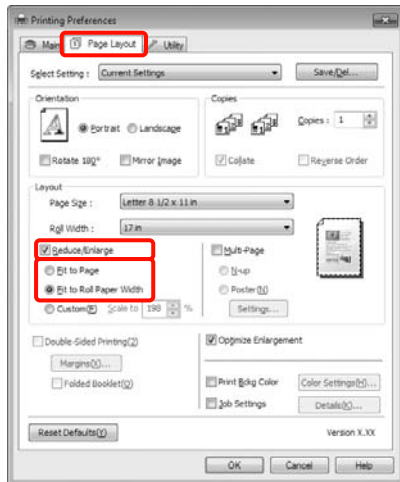 Printing Preferences
Main Page Layout Utility
Select Setting : Current Settings Save/Del...
Orientation Copies
Portrait Landscape Copies : 1
Rotate 180° Mirror Image Collate Reverse Order
Layout
Page Size : Letter 8 1/2 x 11 in
Roll Width : 17 in
Reduce/Enlarge Multi-Page
Fit to Page N-up
Fit to Roll Paper Width Poster(N)
Custom(F) Scale to 198 % Settings...
Double-Sided Printing(2) Optimize Enlargement
Margins(X)...
Folded Booklet(Q) Print Bckg Color Color Settings(H)...
Job Settings Details(K)...
Reset Defaults(Y) Version X.XX
OK Cancel Help